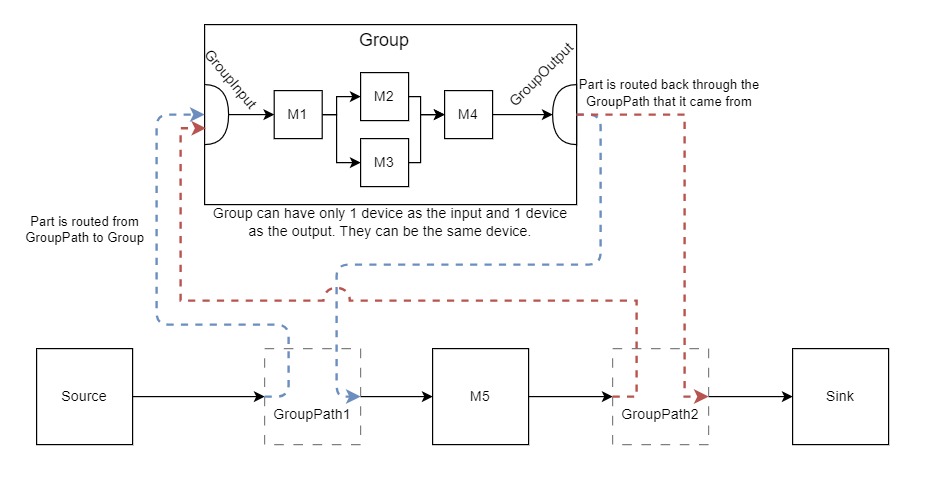 Group
GroupInput
GroupOutput
M1
M2
M3
M4
Part is routed back through the
GroupPath that it came from
Group can have only 1 device as the input and 1 device
as the output. They can be the same device.
Part is routed from
GroupPath to Group
Source
GroupPath1
M5
GroupPath2
Sink